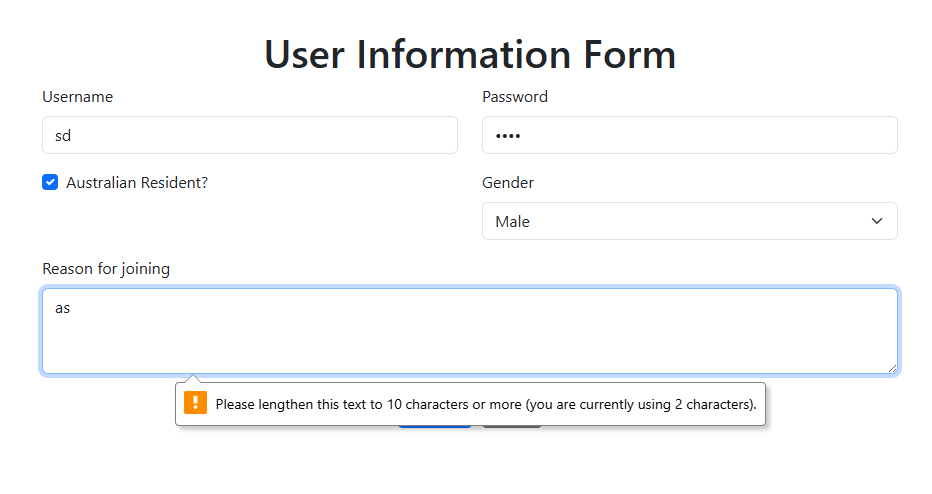 User Information Form
Username
Password
sd
••••
Australian Resident?
Gender
Male
Reason for joining
as
Please lengthen this text to 10 characters or more (you are currently using 2 characters).